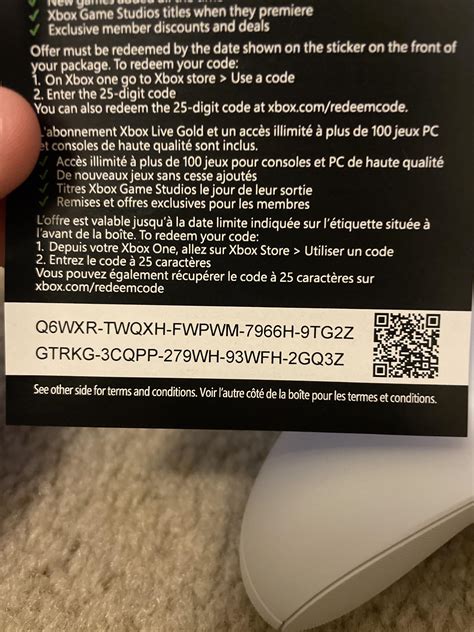 New games added all the time
Xbox Game Studios titles when they premiere
Exclusive member discounts and deals
Offer must be redeemed by the date shown on the sticker on the front of
your package. To redeem your code:
1. On Xbox one go to Xbox store > Use a code
2. Enter the 25-digit code
You can also redeem the 25-digit code at xbox.com/redeemcode.
L'abonnement Xbox Live Gold et un accès illimité à plus de 100 jeux PC
et consoles de haute qualité sont inclus.
✓ Accès illimité à plus de 100 jeux pour consoles et PC de haute qualité
✓ De nouveaux jeux sans cesse ajoutés
✓ Titres Xbox Game Studios le jour de leur sortie
✓ Remises et offres exclusives pour les membres
L'offre est valable jusqu'à la date limite indiquée sur l'étiquette située à
l'avant de la boîte. To redeem your code:
1. Depuis votre Xbox One, allez sur Xbox Store > Utiliser un code
2. Entrez le code à 25 caractères
Vous pouvez également récupérer le code à 25 caractères sur
xbox.com/redeemcode
Q6WXR-TWQXH-FWPWM-7966H-9TG2Z
GTRKG-3CQPP-279WH-93WFH-2GQ3Z
See other side for terms and conditions. Voir l'autre côté de la boîte pour les termes et conditions.